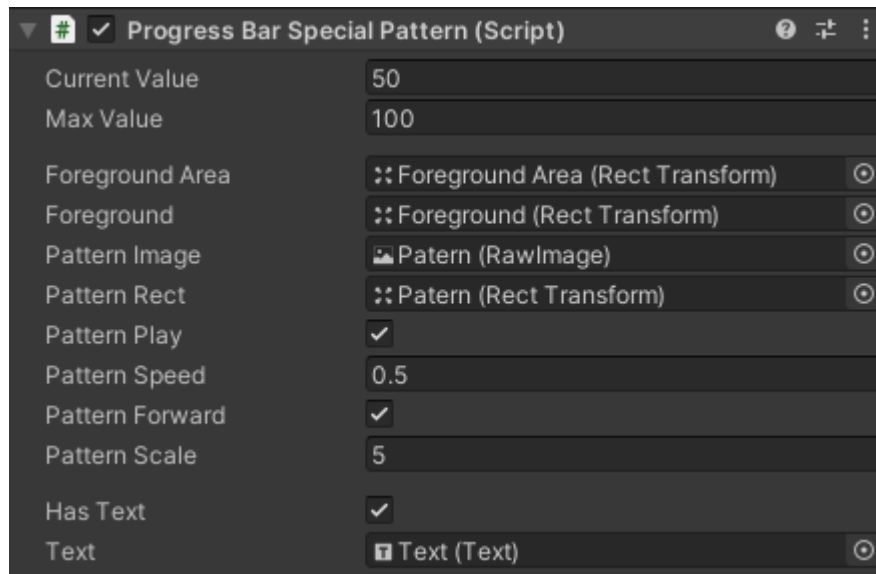 Progress Bar Special Pattern (Script)
Current Value 50
Max Value 100
Foreground Area Foreground Area (Rect Transform)
Foreground Foreground (Rect Transform)
Pattern Image Patern (RawImage)
Pattern Rect Patern (Rect Transform)
Pattern Play
Pattern Speed 0.5
Pattern Forward
Pattern Scale 5
Has Text
Text Text (Text)